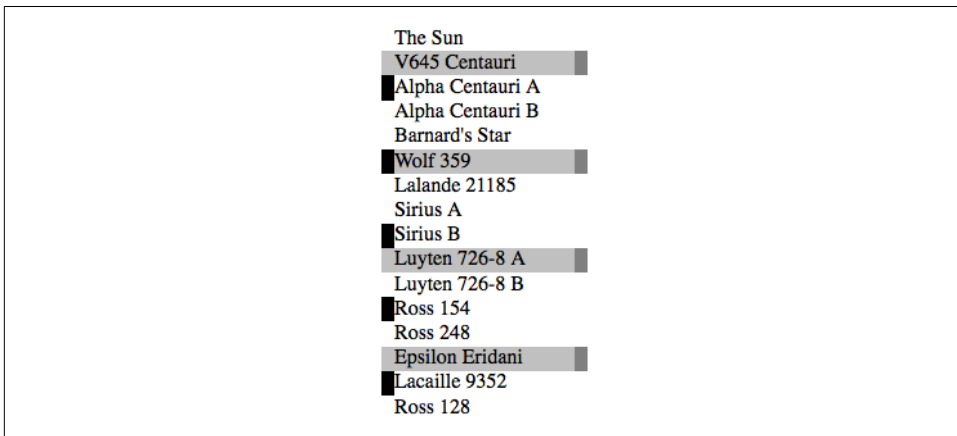 The Sun
V645 Centauri
Alpha Centauri A
Alpha Centauri B
Barnard's Star
Wolf 359
Lalande 21185
Sirius A
Sirius B
Luyten 726-8 A
Luyten 726-8 B
Ross 154
Ross 248
Epsilon Eridani
Lacaille 9352
Ross 128